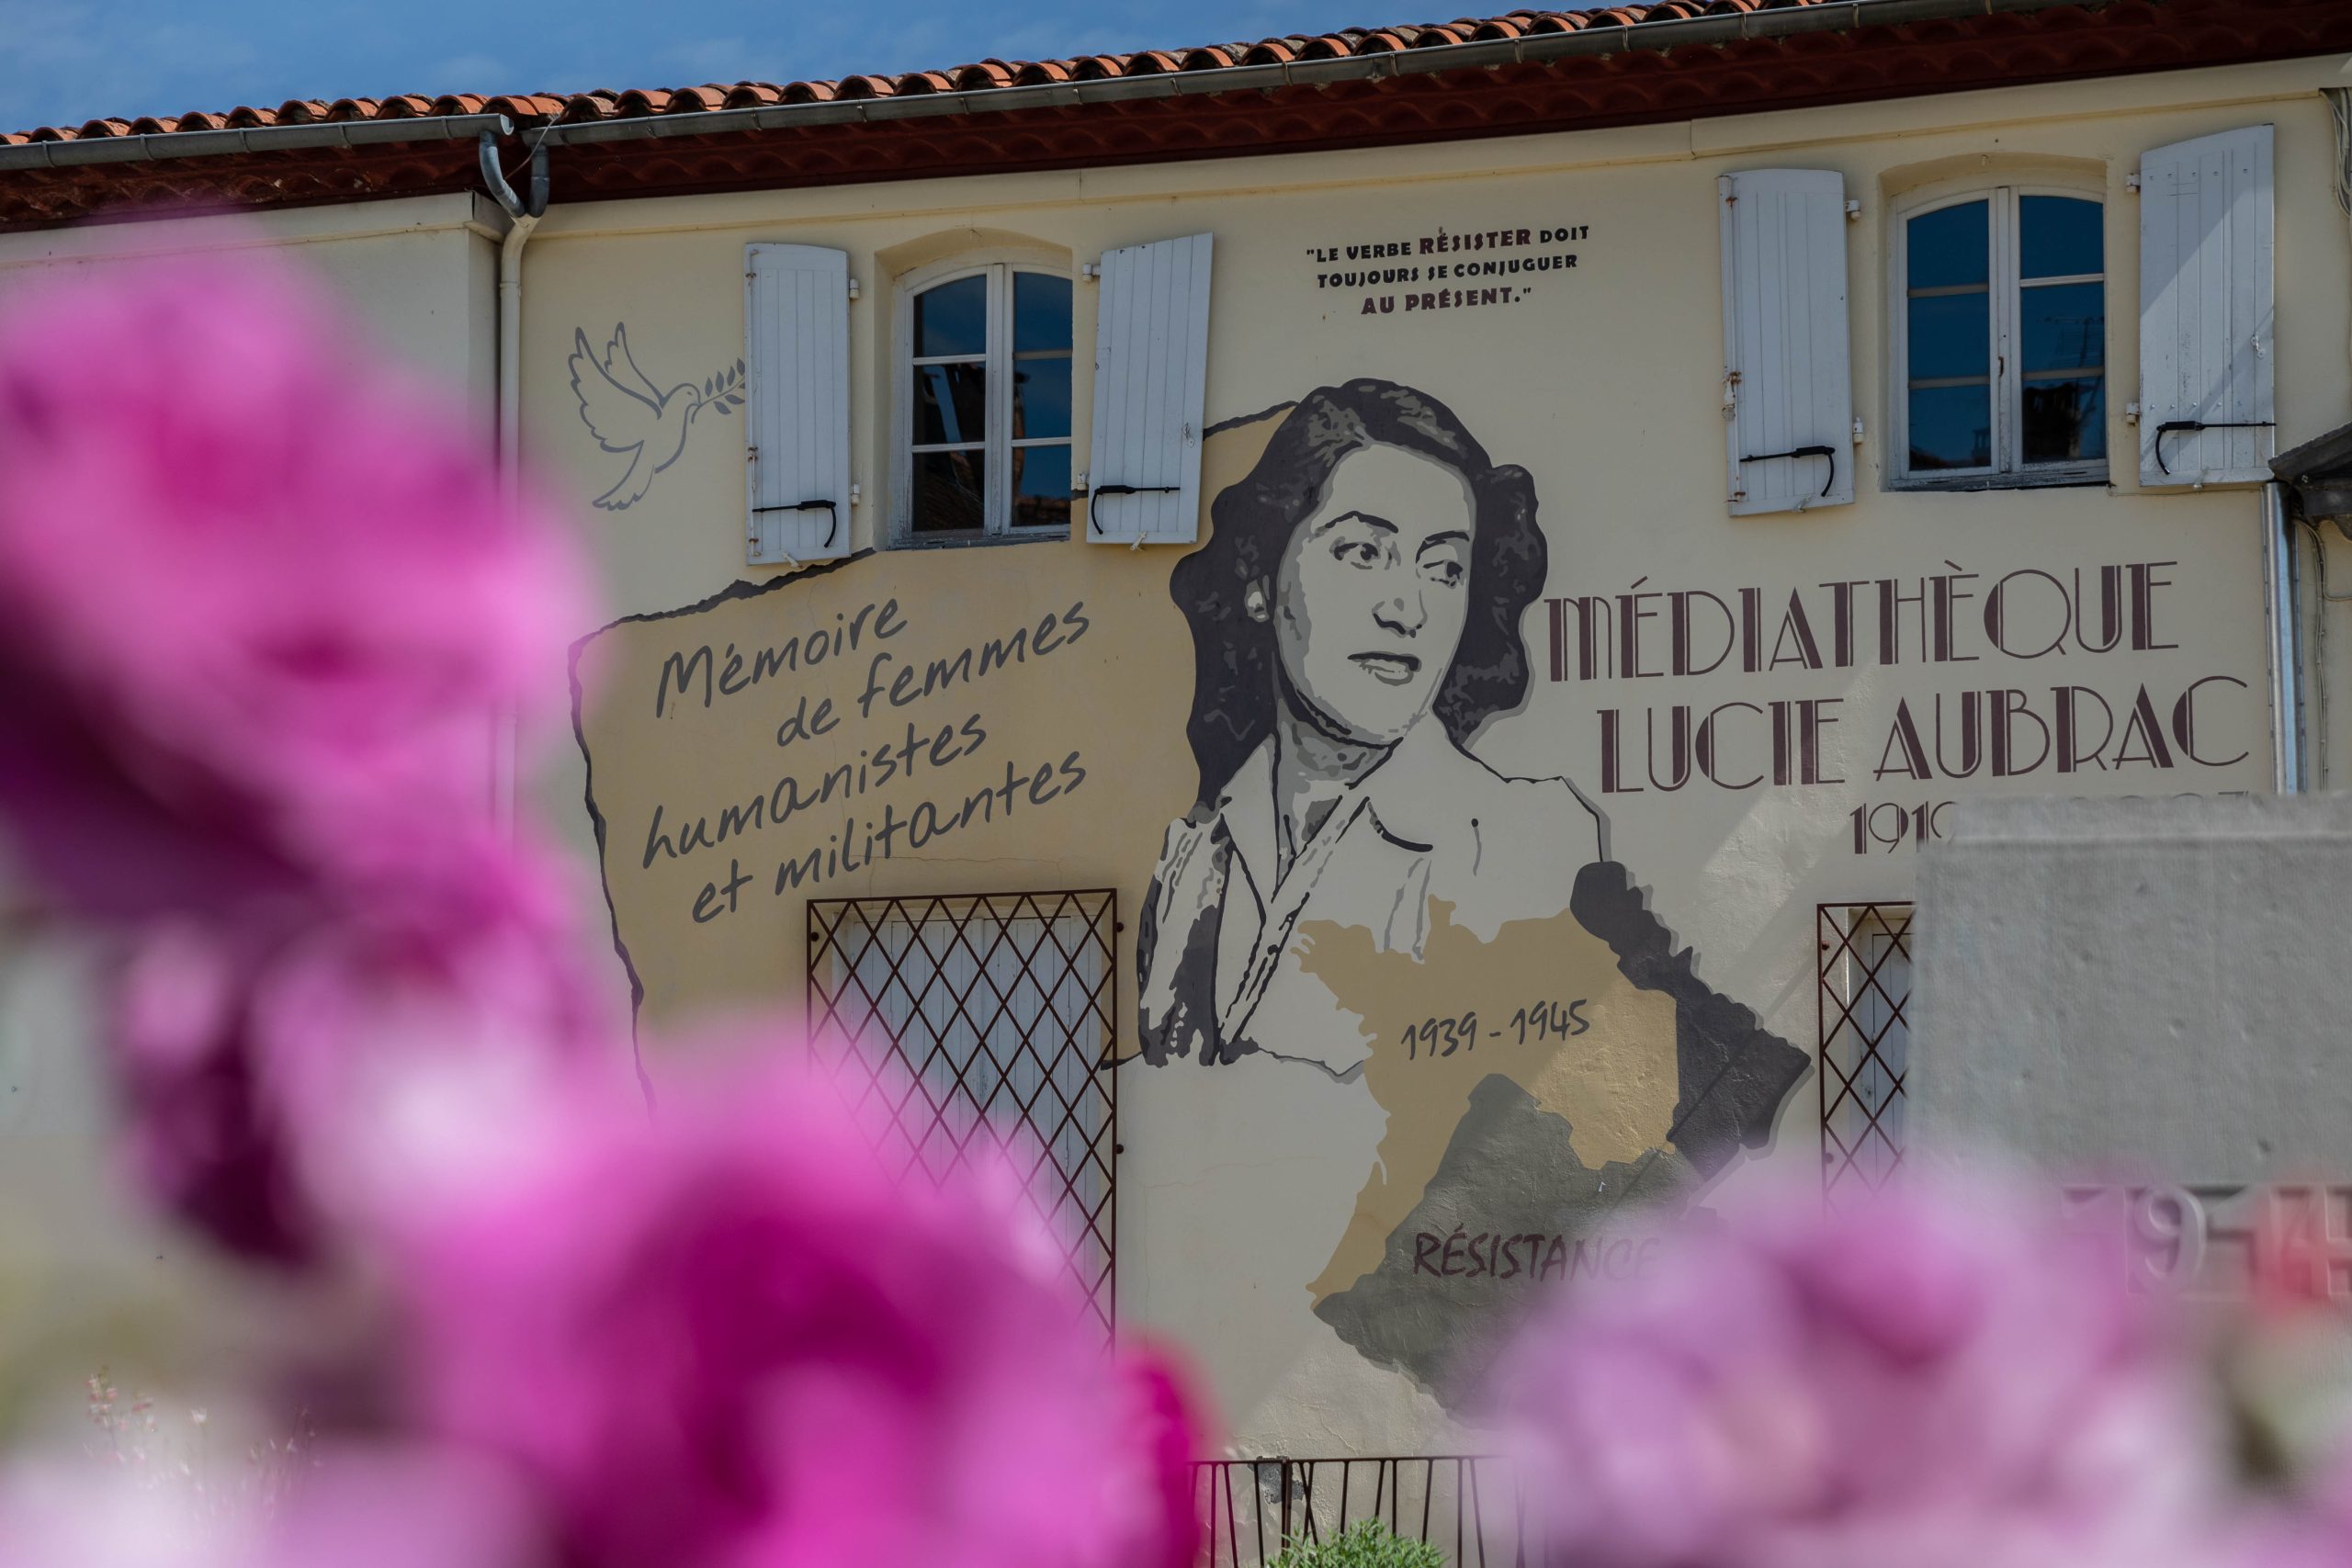 "LE VERBE RÉSISTER DOIT
TOUJOURS SE CONJUGUER
AU PRÉSENT."
Mémoire
de femmes
humanistes
et militantes
MÉDIATHÈQUE
LUCIE AUBRAC
1939 - 1945
RÉSISTANCE